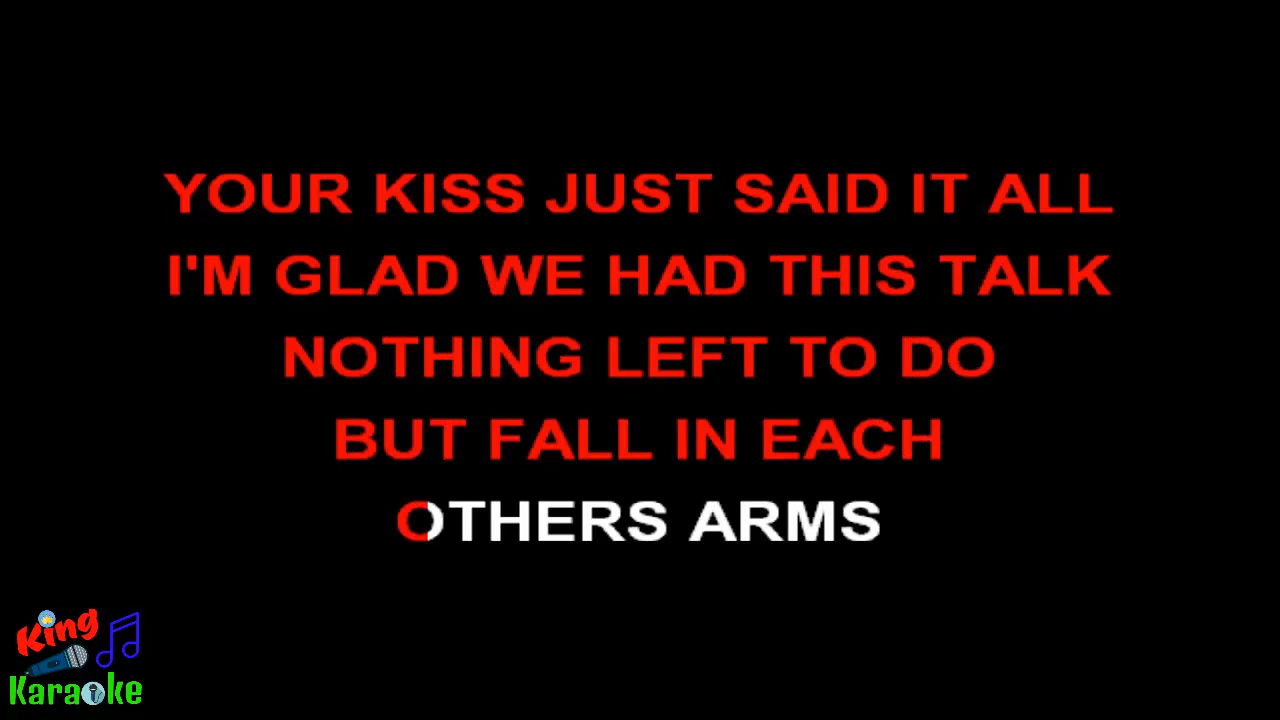 YOUR KISS JUST SAID IT ALL
I'M GLAD WE HAD THIS TALK
NOTHING LEFT TO DO
BUT FALL IN EACH
OTHERS ARMS
King
Karaoke